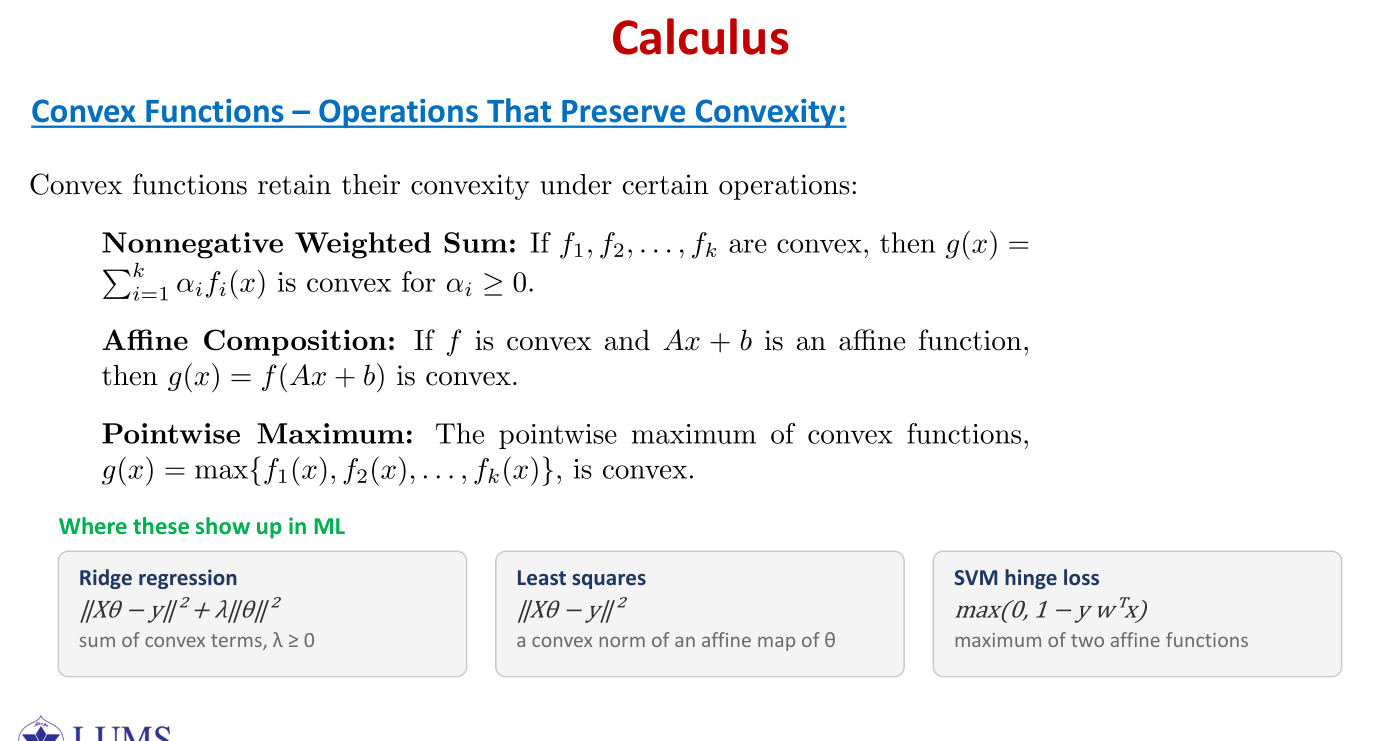 Calculus
Convex Functions – Operations That Preserve Convexity:
Convex functions retain their convexity under certain operations:
Nonnegative Weighted Sum: If f₁, f₂, . . . , fₖ are convex, then g(x) =
∑ᵢ₌₁ᵏ αᵢfᵢ(x) is convex for αᵢ ≥ 0.
Affine Composition: If f is convex and Ax + b is an affine function,
then g(x) = f(Ax + b) is convex.
Pointwise Maximum: The pointwise maximum of convex functions,
g(x) = max{f₁(x), f₂(x), . . . , fₖ(x)}, is convex.
Where these show up in ML
Ridge regression
‖Xθ − y‖² + λ‖θ‖²
sum of convex terms, λ ≥ 0
Least squares
‖Xθ − y‖²
a convex norm of an affine map of θ
SVM hinge loss
max(0, 1 − y wᵀx)
maximum of two affine functions
LUMS